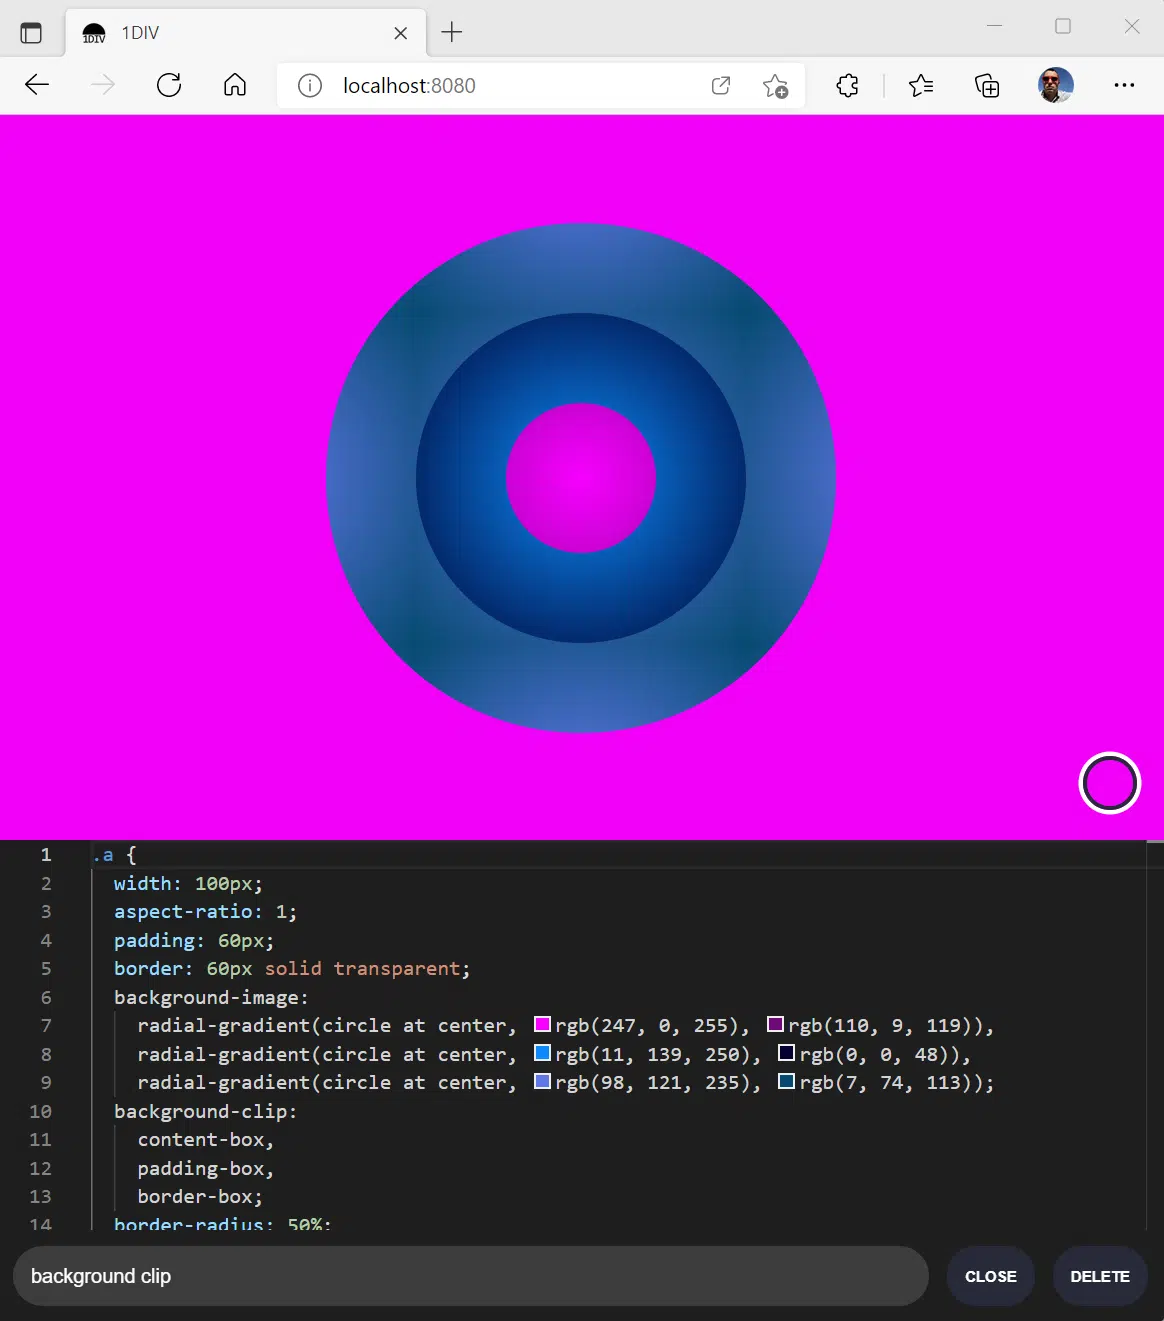 1DIV
1DIV
localhost:8080
1 .a {
2 width: 100px;
3 aspect-ratio: 1;
4 padding: 60px;
5 border: 60px solid transparent;
6 background-image:
7 radial-gradient(circle at center, rgb(247, 0, 255), rgb(110, 9, 119)),
8 radial-gradient(circle at center, rgb(11, 139, 250), rgb(0, 0, 48)),
9 radial-gradient(circle at center, rgb(98, 121, 235), rgb(7, 74, 113));
10 background-clip:
11 content-box,
12 padding-box,
13 border-box;
14 border-radius: 50%;
background clip
CLOSE
DELETE